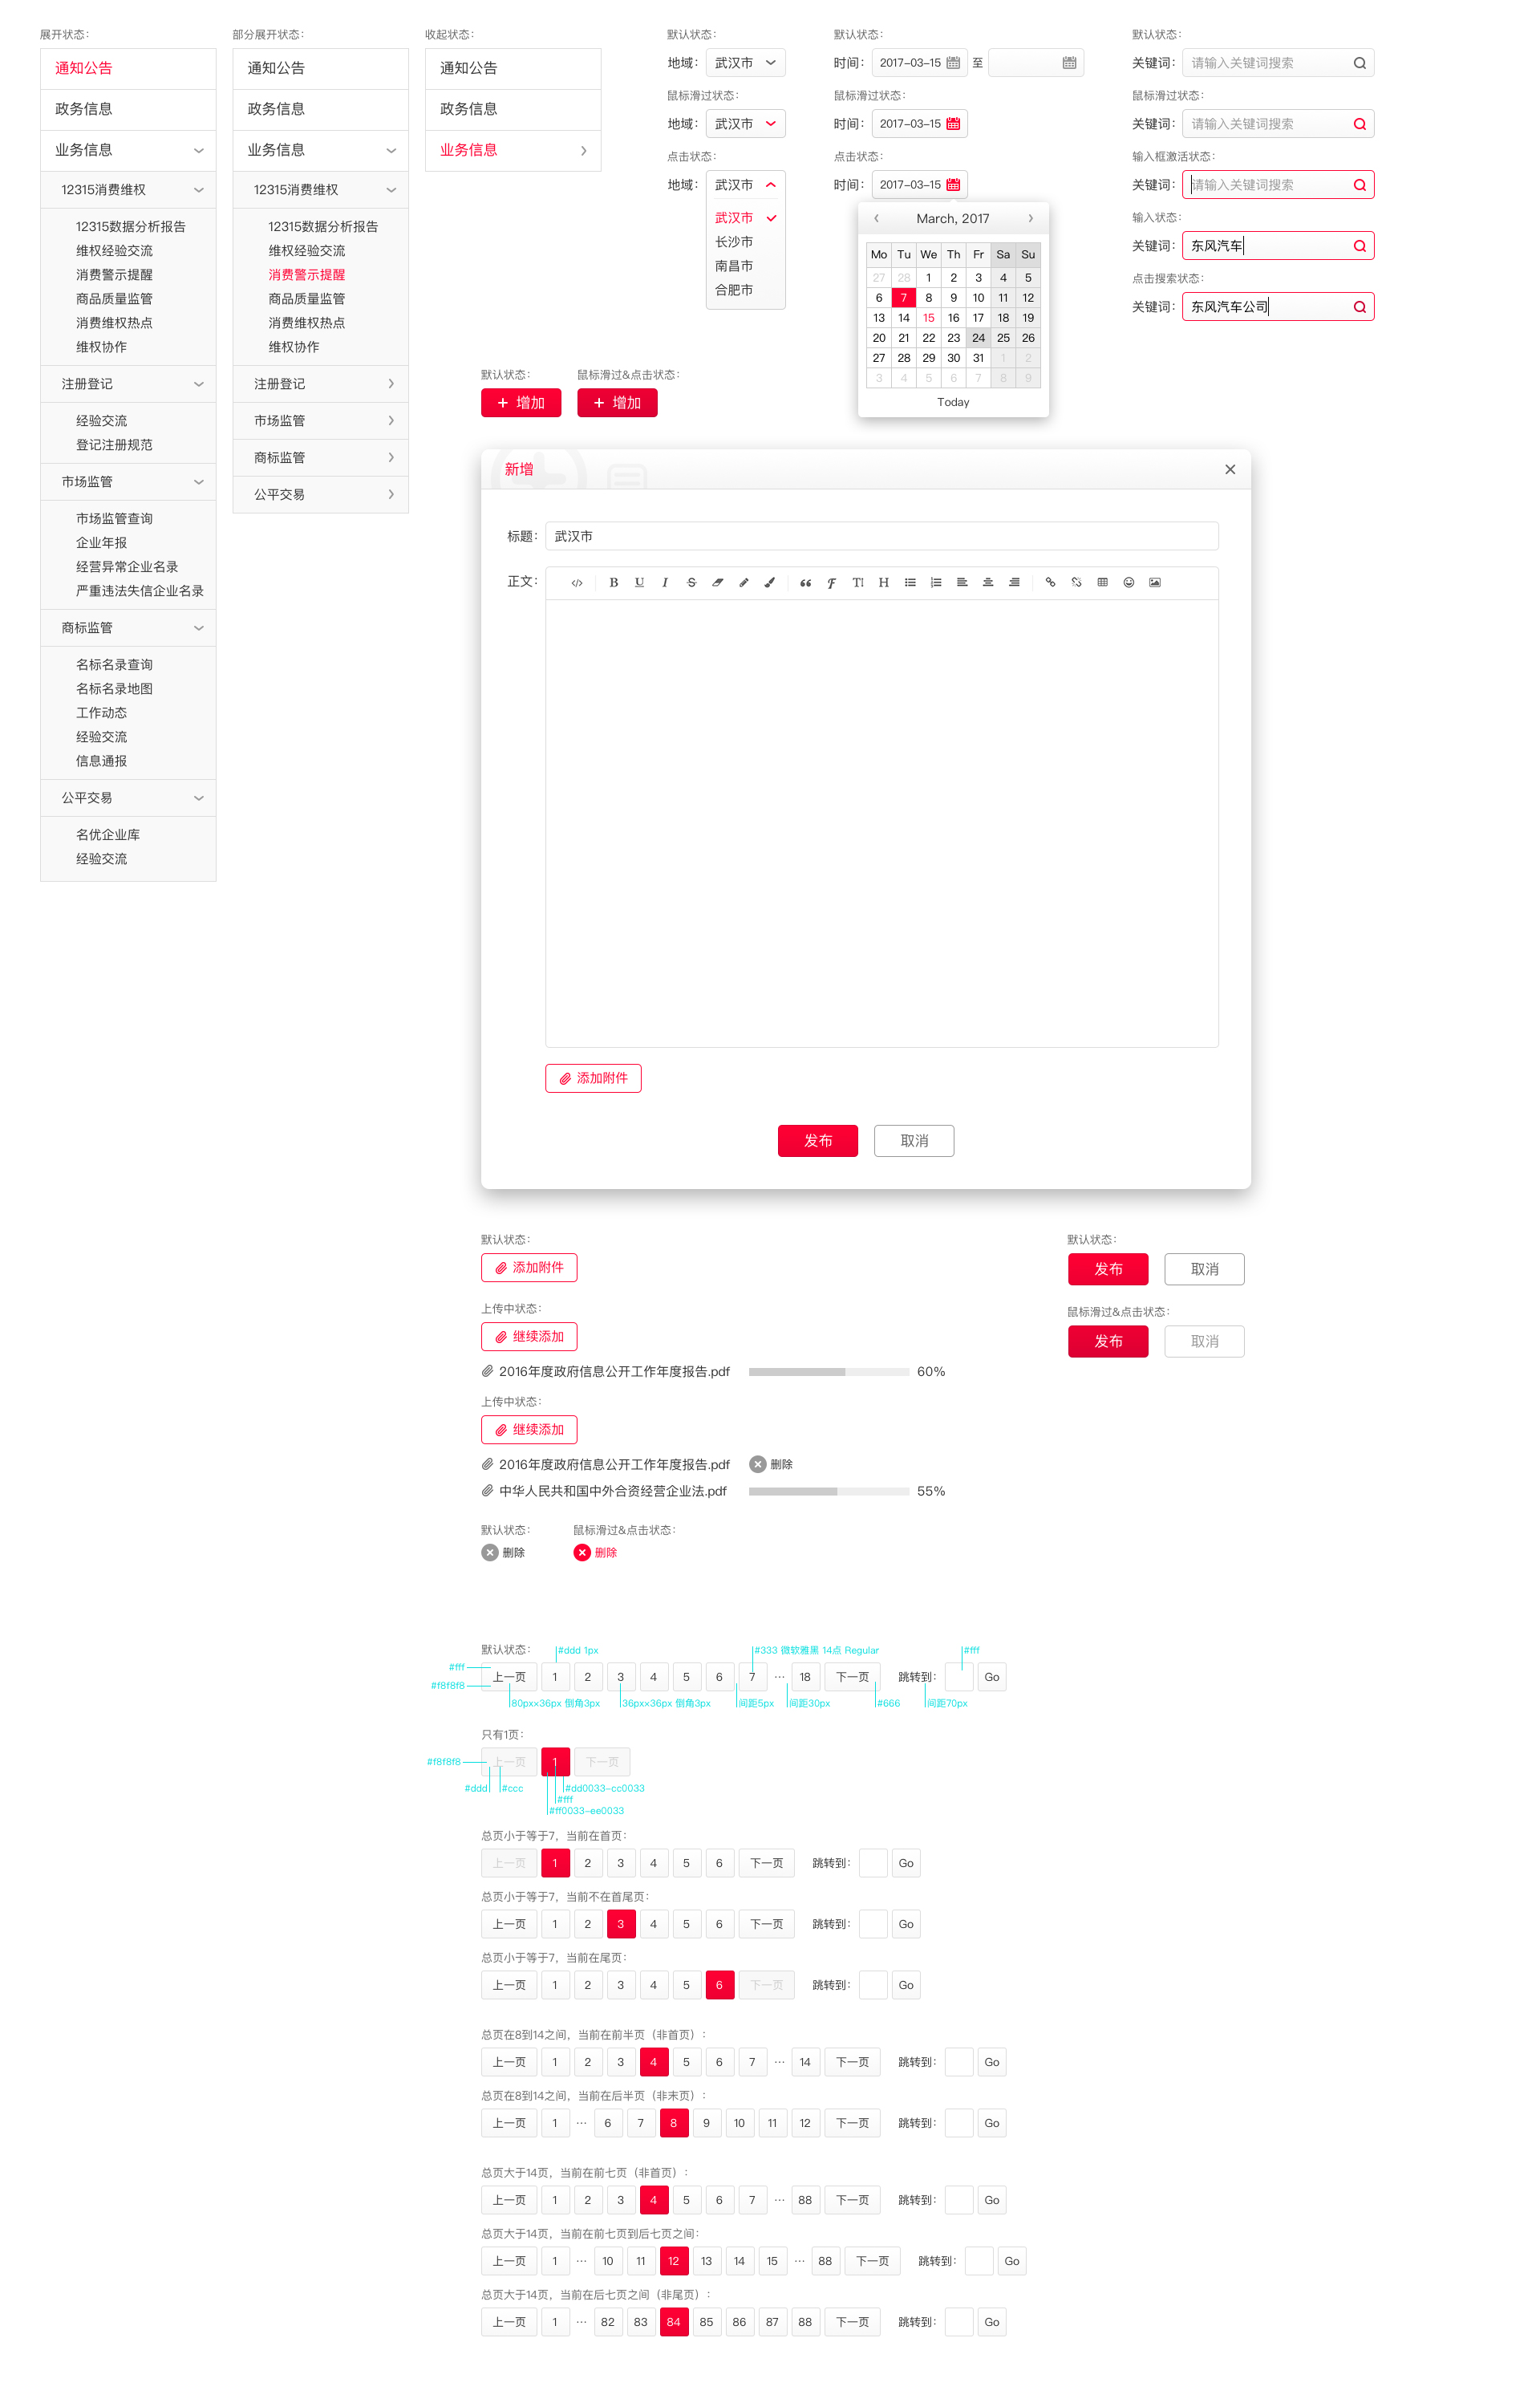 展开状态:
通知公告
政务信息
业务信息
12315消费维权
12315数据分析报告
维权经验交流
消费警示提醒
商品质量监管
消费维权热点
维权协作
注册登记
经验交流
登记注册规范
市场监管
市场监管查询
企业年报
经营异常企业名录
严重违法失信企业名录
商标监管
名标名录查询
名标名录地图
工作动态
经验交流
信息通报
公平交易
名优企业库
经验交流
部分展开状态:
通知公告
政务信息
业务信息
12315消费维权
12315数据分析报告
维权经验交流
消费警示提醒
商品质量监管
消费维权热点
维权协作
注册登记
市场监管
商标监管
公平交易
收起状态:
通知公告
政务信息
业务信息
默认状态:
地域: 武汉市
鼠标滑过状态:
地域: 武汉市
点击状态:
地域: 武汉市
武汉市
长沙市
南昌市
合肥市
默认状态:
时间: 2017-03-15 至
鼠标滑过状态:
时间: 2017-03-15
点击状态:
时间: 2017-03-15
March, 2017
Mo Tu We Th Fr Sa Su
27 28 1 2 3 4 5
6 7 8 9 10 11 12
13 14 15 16 17 18 19
20 21 22 23 24 25 26
27 28 29 30 31 1 2
3 4 5 6 7 8 9
Today
默认状态:
关键词: 请输入关键词搜索
鼠标滑过状态:
关键词: 请输入关键词搜索
输入框激活状态:
关键词: 请输入关键词搜索
输入状态:
关键词: 东风汽车
点击搜索状态:
关键词: 东风汽车公司
默认状态: 鼠标滑过&点击状态:
+ 增加 + 增加
新增
标题: 武汉市
正文:
添加附件
发布 取消
默认状态:
添加附件
上传中状态:
继续添加
2016年度政府信息公开工作年度报告.pdf 60%
上传中状态:
继续添加
2016年度政府信息公开工作年度报告.pdf 删除
中华人民共和国中外合资经营企业法.pdf 55%
默认状态: 鼠标滑过&点击状态:
删除 删除
默认状态:
发布 取消
鼠标滑过&点击状态:
发布 取消
默认状态: #ddd 1px #333 微软雅黑 14点 Regular #fff
#fff
上一页 1 2 3 4 5 6 7 ··· 18 下一页 跳转到: Go
#f8f8f8
80px×36px 倒角3px 36px×36px 倒角3px 间距5px 间距30px #666 间距70px
只有1页:
#f8f8f8 上一页 1 下一页
#ddd #ccc #dd0033-cc0033
#fff
#ff0033-ee0033
总页小于等于7，当前在首页:
上一页 1 2 3 4 5 6 下一页 跳转到: Go
总页小于等于7，当前不在首尾页:
上一页 1 2 3 4 5 6 下一页 跳转到: Go
总页小于等于7，当前在尾页:
上一页 1 2 3 4 5 6 下一页 跳转到: Go
总页在8到14之间，当前在前半页（非首页）:
上一页 1 2 3 4 5 6 7 ··· 14 下一页 跳转到: Go
总页在8到14之间，当前在后半页（非末页）:
上一页 1 ··· 6 7 8 9 10 11 12 下一页 跳转到: Go
总页大于14页，当前在前七页（非首页）:
上一页 1 2 3 4 5 6 7 ··· 88 下一页 跳转到: Go
总页大于14页，当前在前七页到后七页之间:
上一页 1 ··· 10 11 12 13 14 15 ··· 88 下一页 跳转到: Go
总页大于14页，当前在后七页之间（非尾页）:
上一页 1 ··· 82 83 84 85 86 87 88 下一页 跳转到: Go